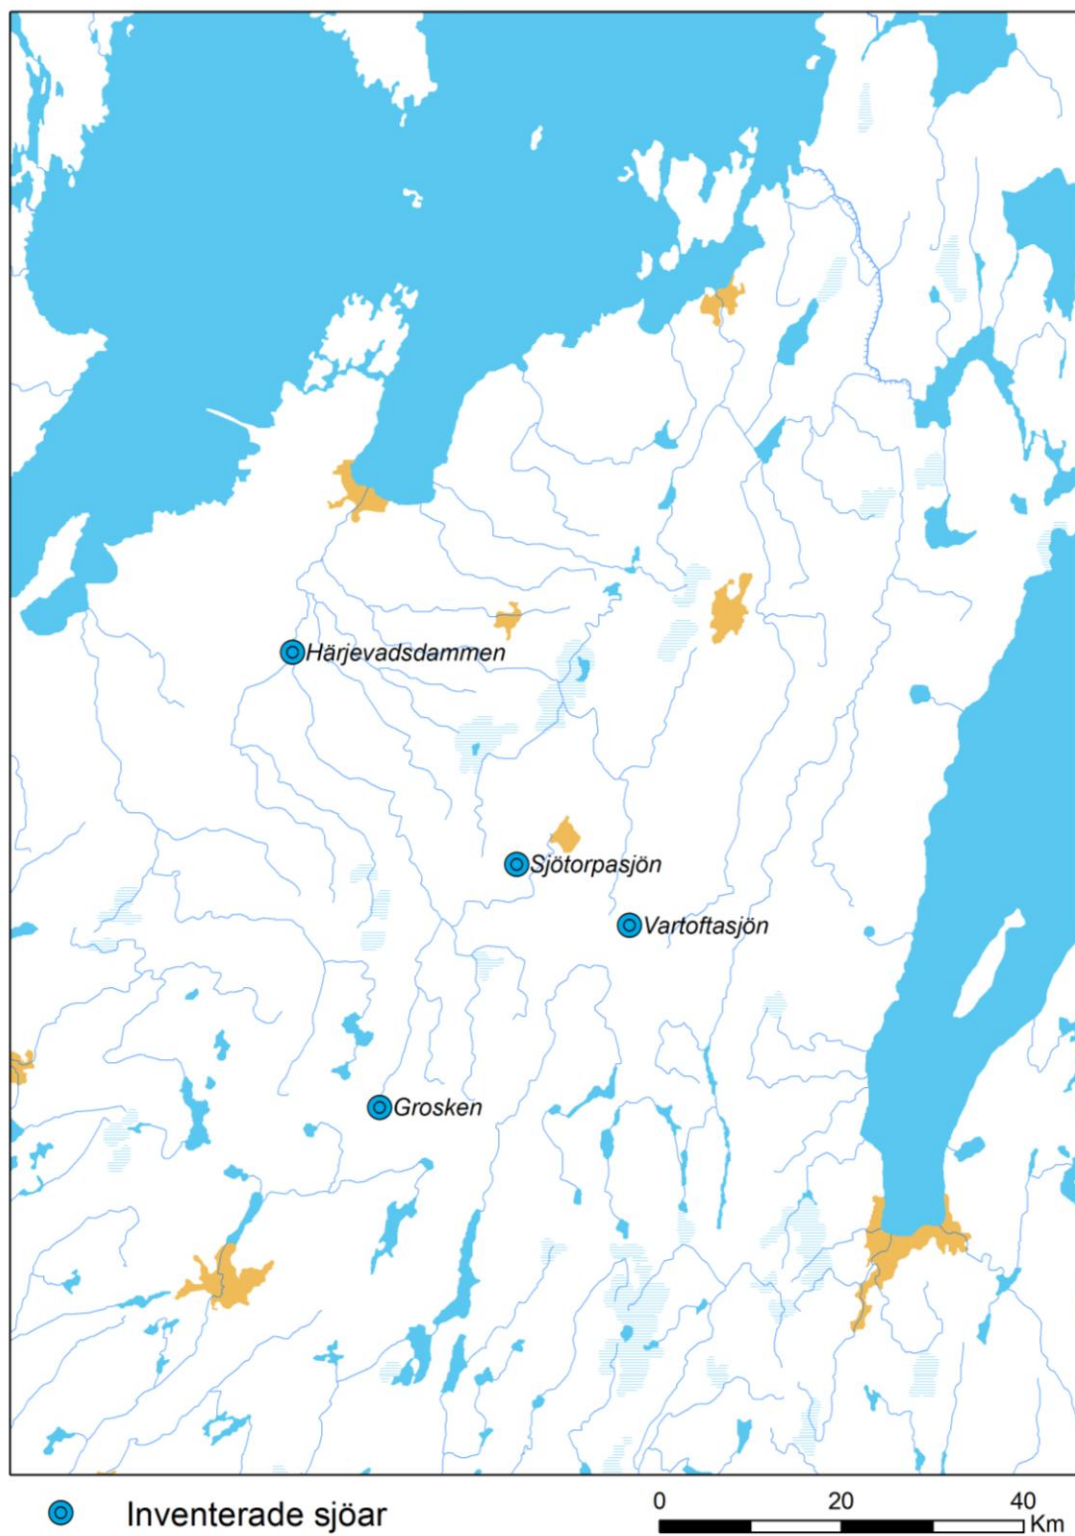 Härjevadsdammen
Sjötorpasjön
Vartoftasjön
Grosken
Inventerade sjöar
0 20 40
Km